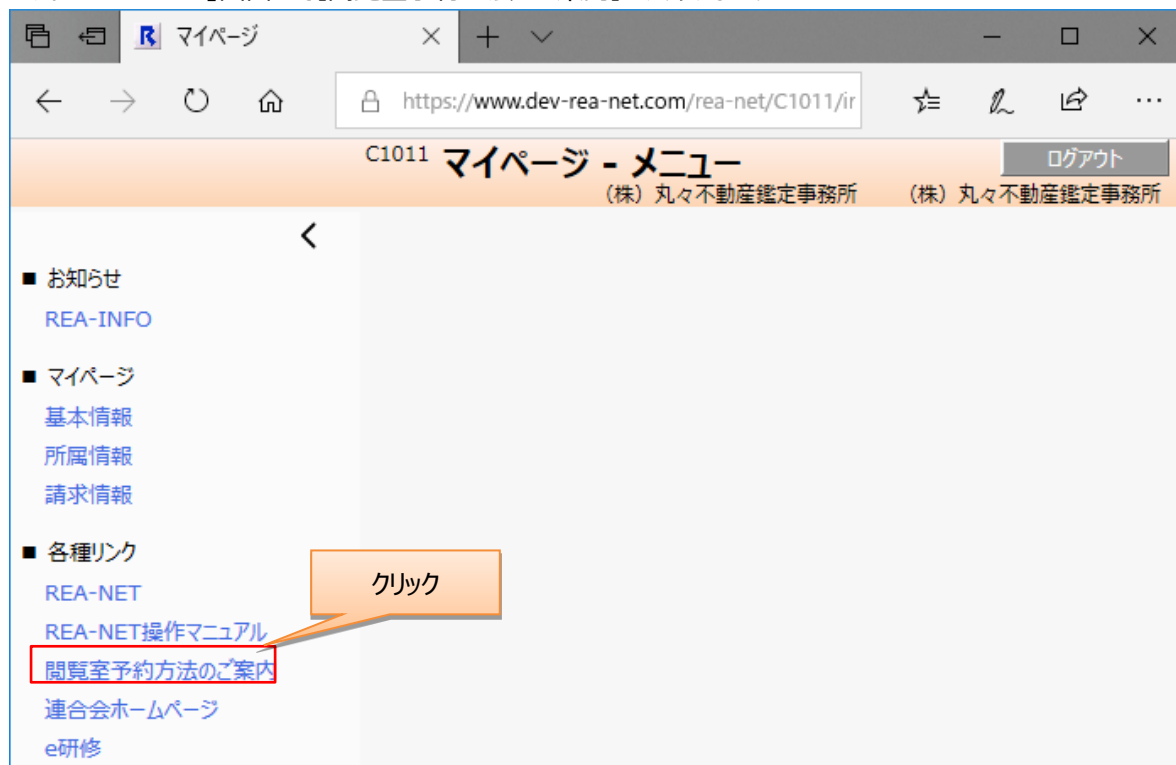 マイページ
https://www.dev-rea-net.com/rea-net/C1011/ir
C1011 マイページ - メニュー
ログアウト
（株）丸々不動産鑑定事務所 （株）丸々不動産鑑定事務所
■ お知らせ
REA-INFO
■ マイページ
基本情報
所属情報
請求情報
■ 各種リンク
クリック
REA-NET
REA-NET操作マニュアル
閲覧室予約方法のご案内
連合会ホームページ
e研修